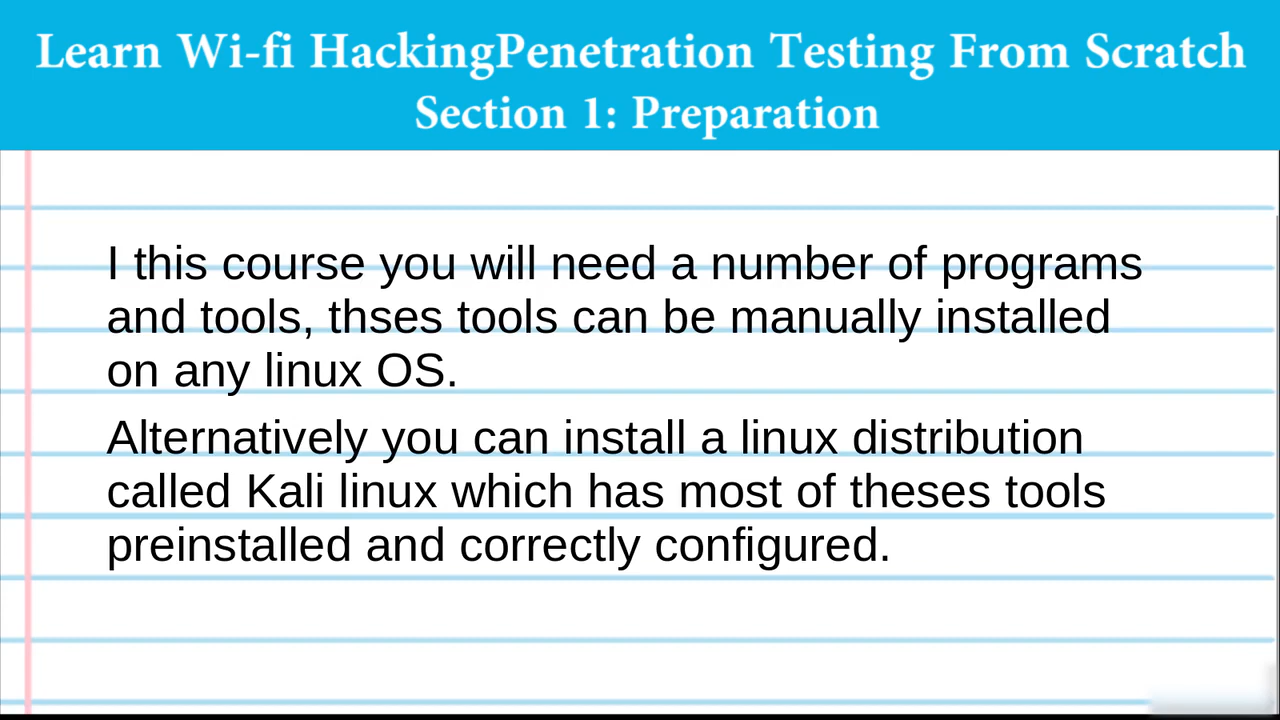 Learn Wi-fi HackingPenetration Testing From Scratch
Section 1: Preparation
I this course you will need a number of programs
and tools, thses tools can be manually installed
on any linux OS.
Alternatively you can install a linux distribution
called Kali linux which has most of theses tools
preinstalled and correctly configured.